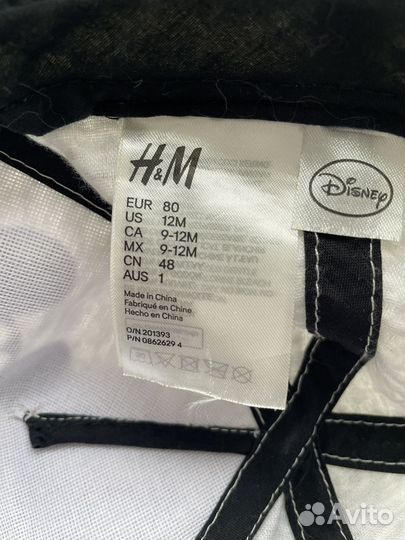 H&M
EUR 80
US 12M
CA 9-12M
MX 9-12M
CN 48
AUS 1
Made in China
Fabriqué en Chine
Hecho en China
O/N 201393
P/N 0862629 4
Disney
Avito